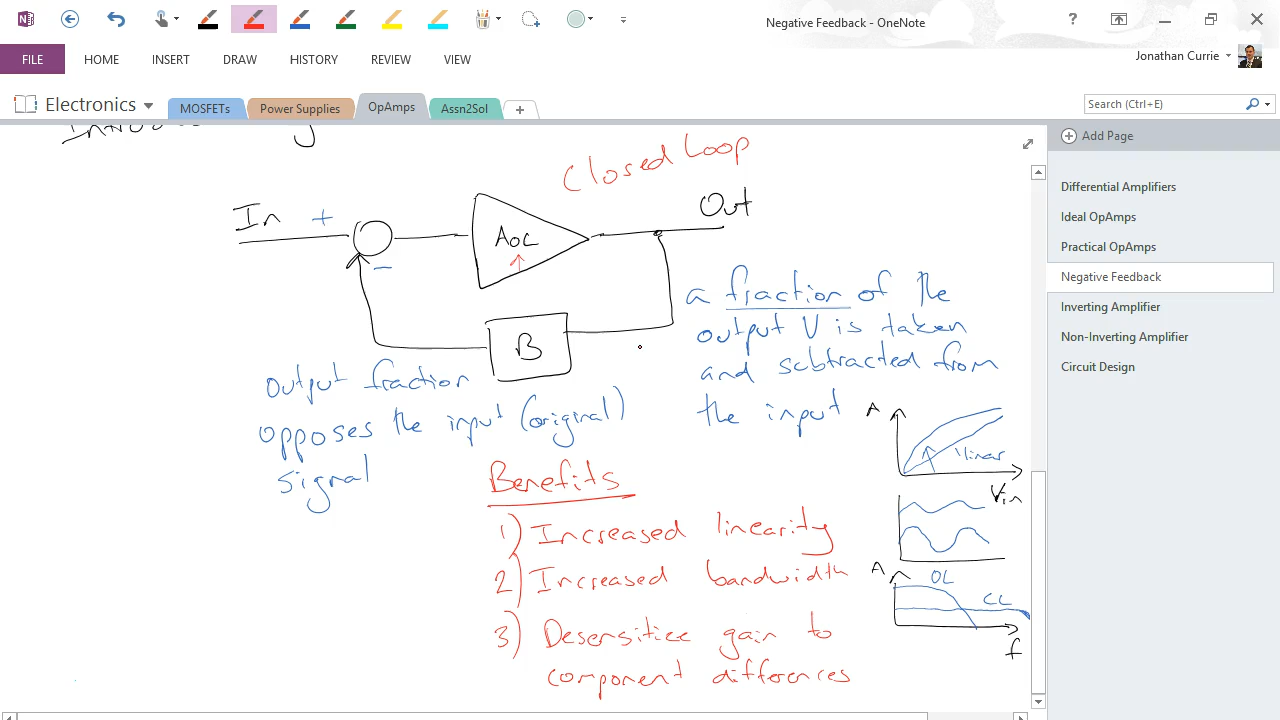 Negative Feedback - OneNote
?
Jonathan Currie
FILE
HOME
INSERT
DRAW
HISTORY
REVIEW
VIEW
Electronics
MOSFETs
Power Supplies
OpAmps
Assn2Sol
+
Search (Ctrl+E)
Add Page
Differential Amplifiers
Ideal OpAmps
Practical OpAmps
Negative Feedback
Inverting Amplifier
Non-Inverting Amplifier
Circuit Design
Closed Loop
In
+
-
AOL
Out
B
a fraction of the
output V is taken
and subtracted from
the input
output fraction
opposes the input (original)
signal
Benefits
1) Increased linearity
2) Increased bandwidth
3) Desensitize gain to
component differences
A
linear
Vin
A
OL
CL
f